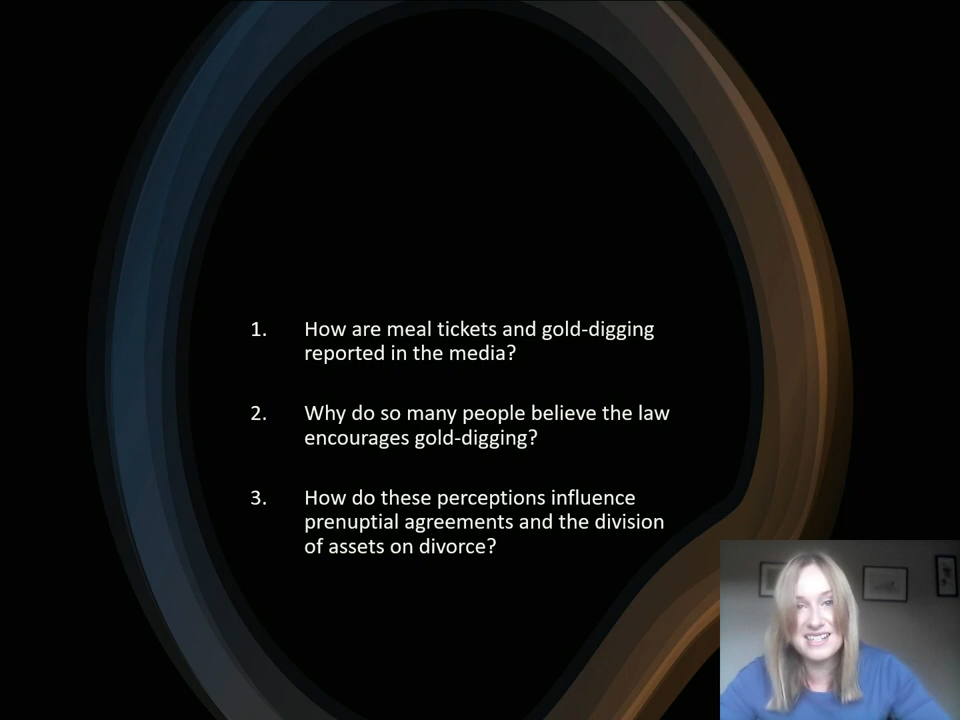 1. How are meal tickets and gold-digging
reported in the media?
2. Why do so many people believe the law
encourages gold-digging?
3. How do these perceptions influence
prenuptial agreements and the division
of assets on divorce?